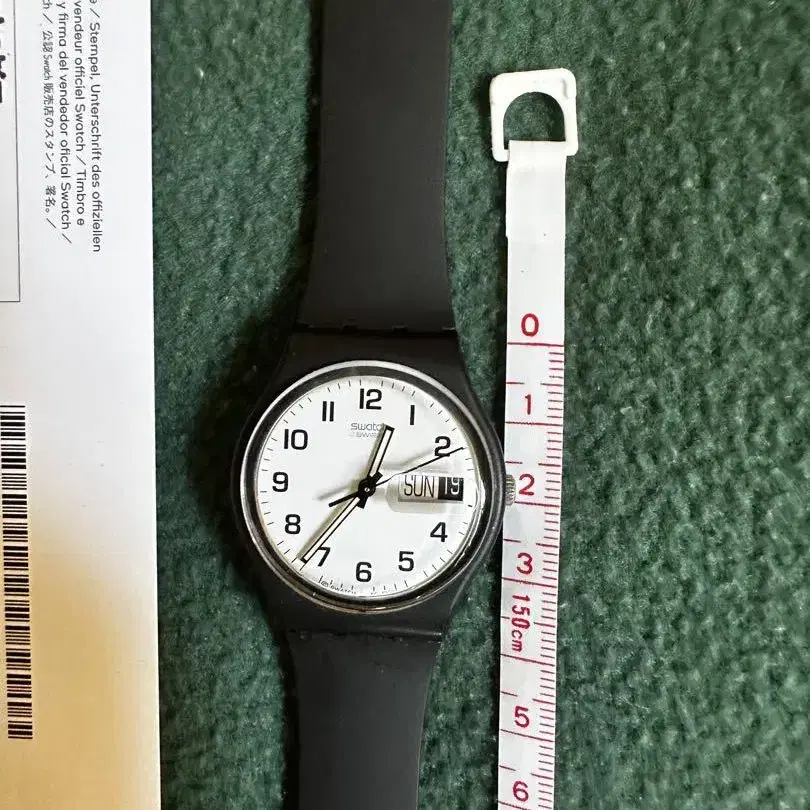 / Stempel, Unterschrift des offiziellen
vendeur officiel Swatch / Timbro e
y firma del vendedor oficial Swatch /
/ 公認 Swatch 販売店のスタンプ、署名。/
12
1
2
4
5
6
7
8
9
10
11
swatch
SWISS
SUN 19
0
1
2
3
150cm
5
6